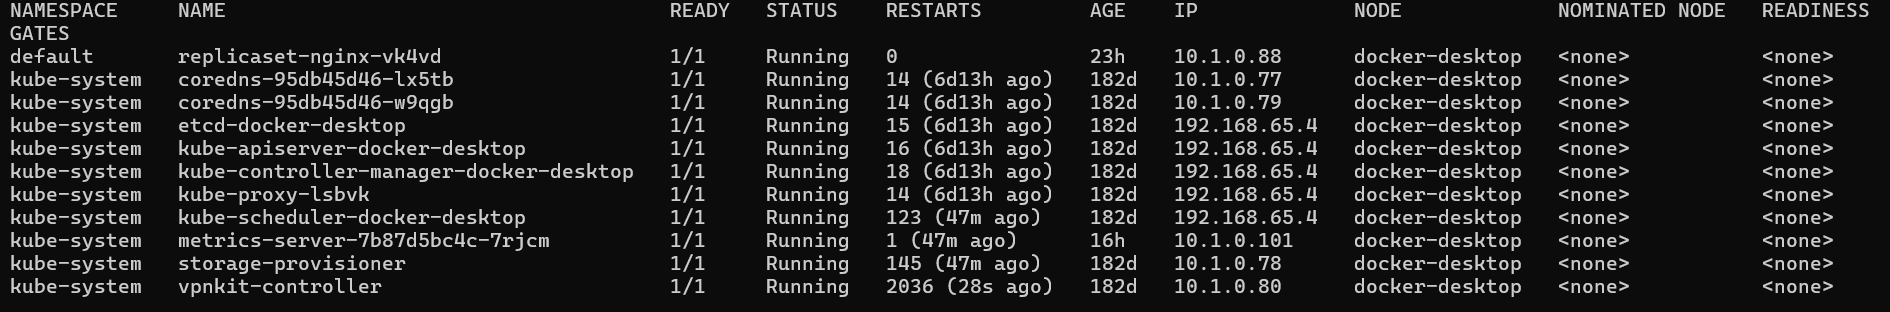 NAMESPACE     NAME                                     READY   STATUS    RESTARTS         AGE    IP             NODE             NOMINATED NODE   READINESS
GATES
default       replicaset-nginx-vk4vd                   1/1     Running   0                23h    10.1.0.88      docker-desktop   <none>           <none>
kube-system   coredns-95db45d46-lx5tb                  1/1     Running   14 (6d13h ago)   182d   10.1.0.77      docker-desktop   <none>           <none>
kube-system   coredns-95db45d46-w9qgb                  1/1     Running   14 (6d13h ago)   182d   10.1.0.79      docker-desktop   <none>           <none>
kube-system   etcd-docker-desktop                      1/1     Running   15 (6d13h ago)   182d   192.168.65.4   docker-desktop   <none>           <none>
kube-system   kube-apiserver-docker-desktop            1/1     Running   16 (6d13h ago)   182d   192.168.65.4   docker-desktop   <none>           <none>
kube-system   kube-controller-manager-docker-desktop   1/1     Running   18 (6d13h ago)   182d   192.168.65.4   docker-desktop   <none>           <none>
kube-system   kube-proxy-lsbvk                         1/1     Running   14 (6d13h ago)   182d   192.168.65.4   docker-desktop   <none>           <none>
kube-system   kube-scheduler-docker-desktop            1/1     Running   123 (47m ago)    182d   192.168.65.4   docker-desktop   <none>           <none>
kube-system   metrics-server-7b87d5bc4c-7rjcm          1/1     Running   1 (47m ago)      16h    10.1.0.101     docker-desktop   <none>           <none>
kube-system   storage-provisioner                      1/1     Running   145 (47m ago)    182d   10.1.0.78      docker-desktop   <none>           <none>
kube-system   vpnkit-controller                        1/1     Running   2036 (28s ago)   182d   10.1.0.80      docker-desktop   <none>           <none>